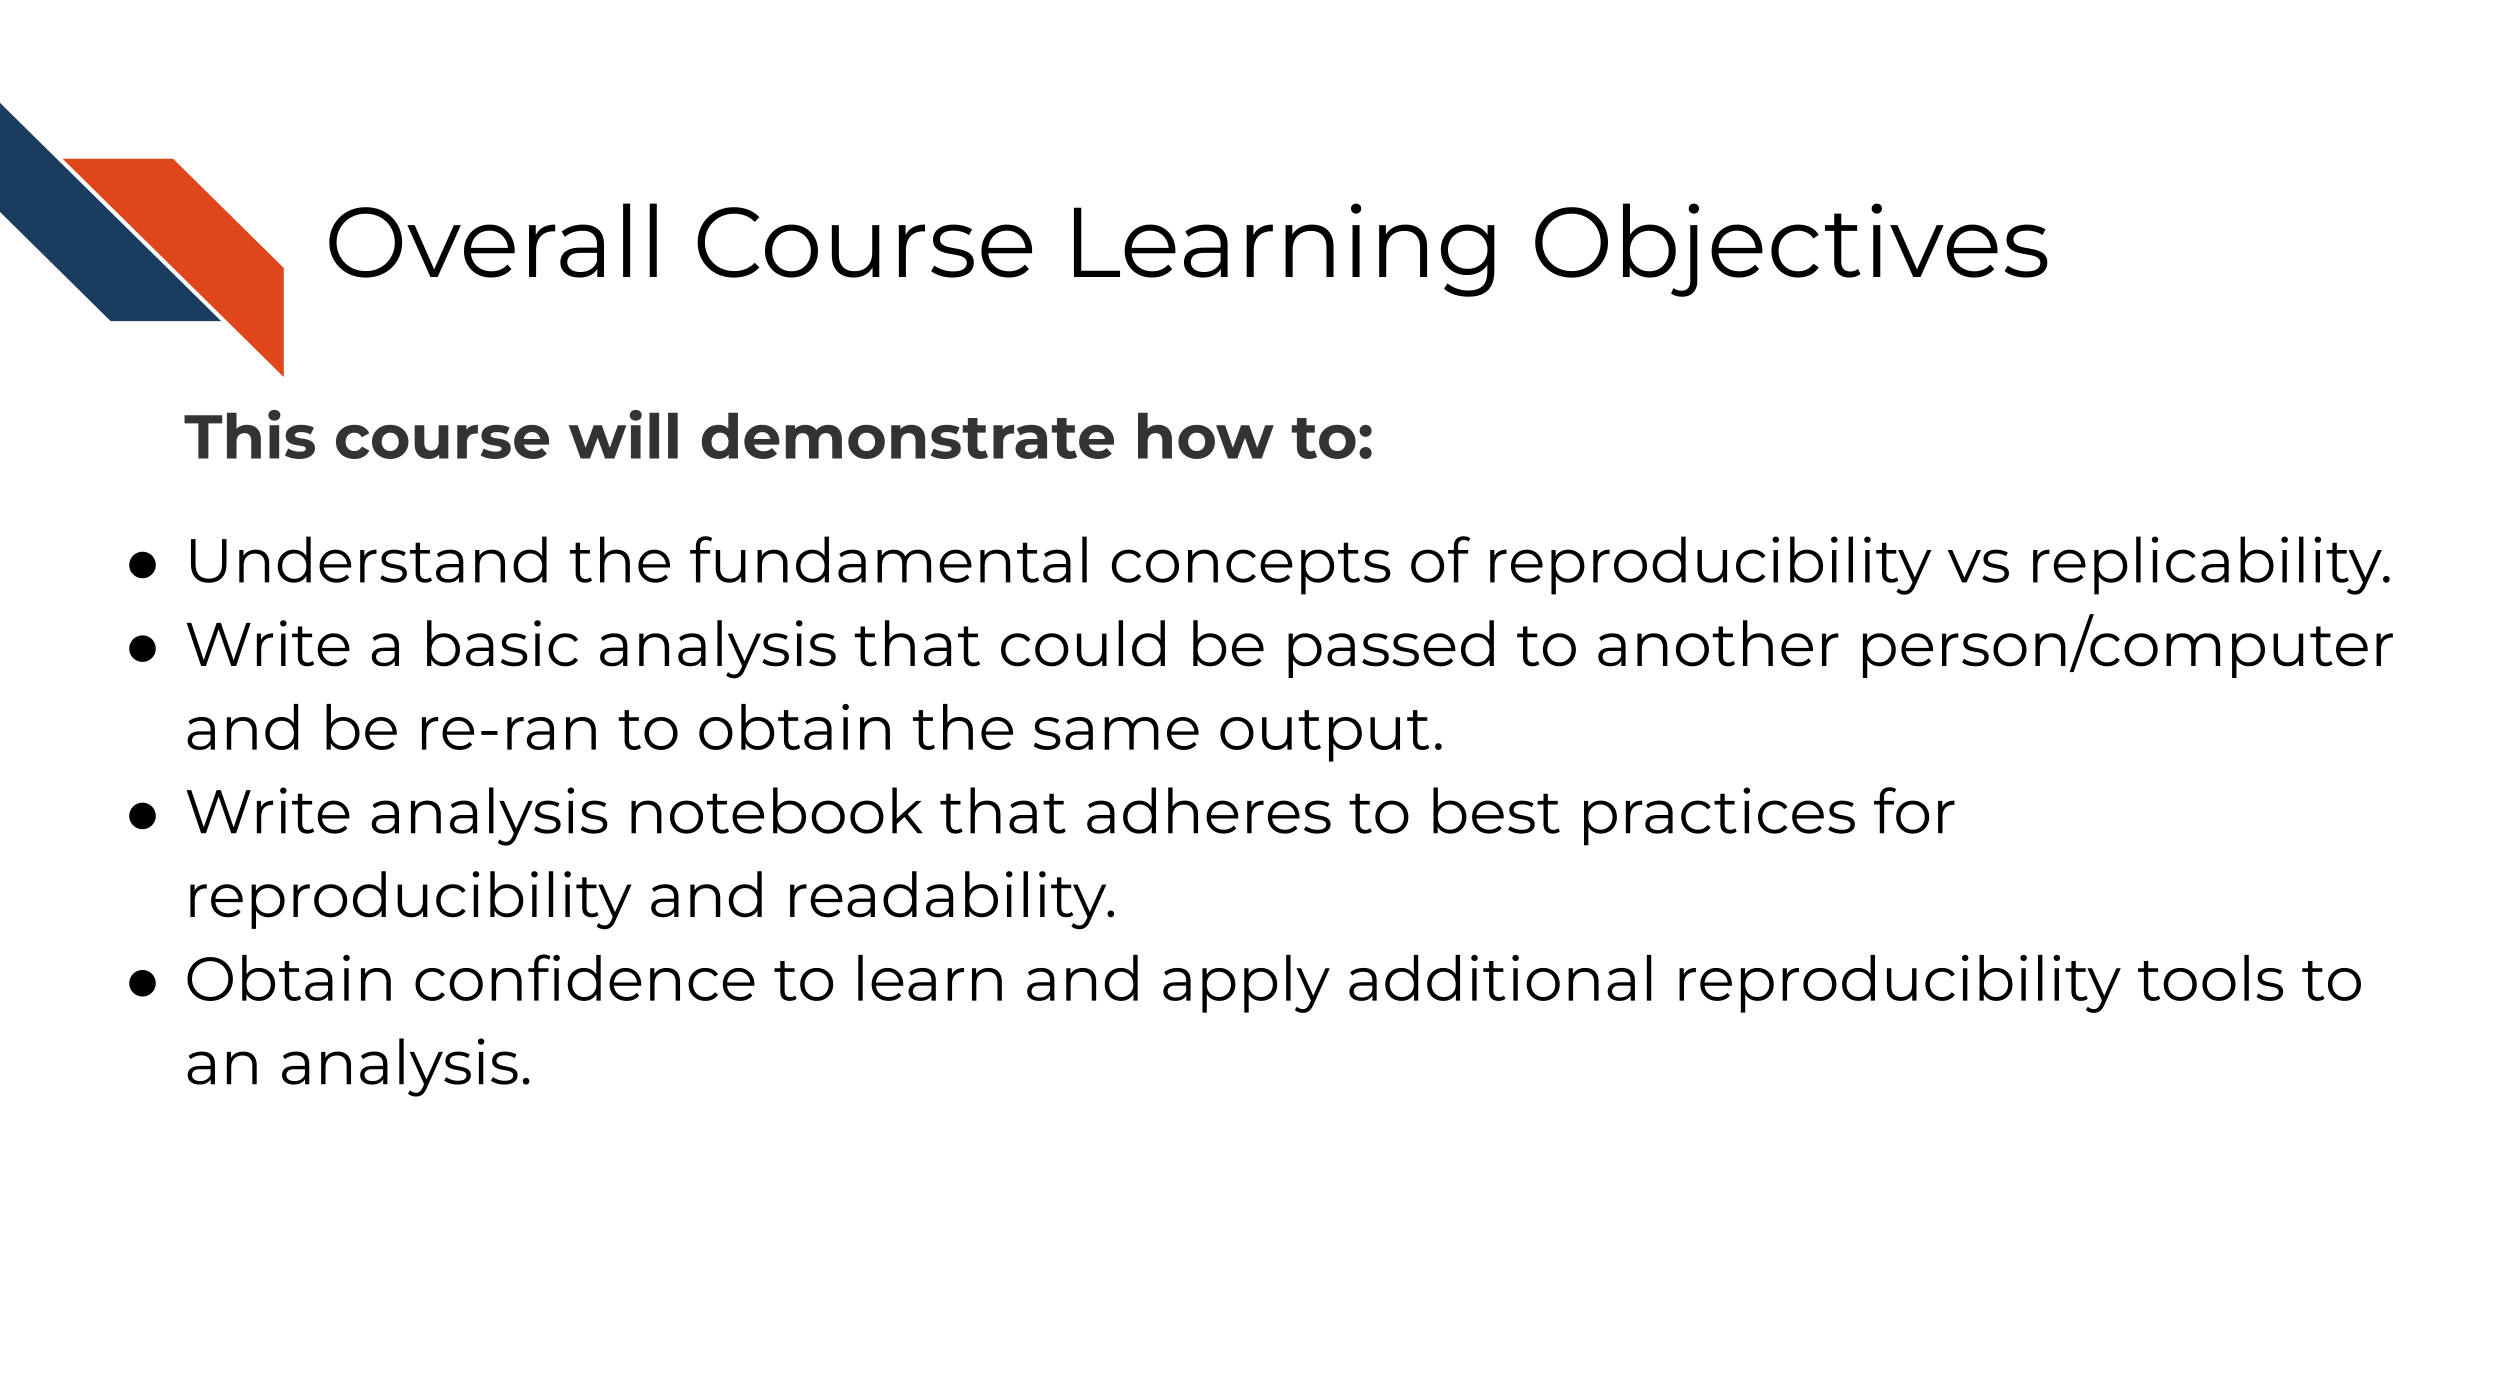 Overall Course Learning Objectives
This course will demonstrate how to:
● Understand the fundamental concepts of reproducibility vs replicability.
● Write a basic analysis that could be passed to another person/computer
and be re-ran to obtain the same output.
● Write analysis notebook that adheres to best practices for
reproducibility and readability.
● Obtain confidence to learn and apply additional reproducibility tools to
an analysis.